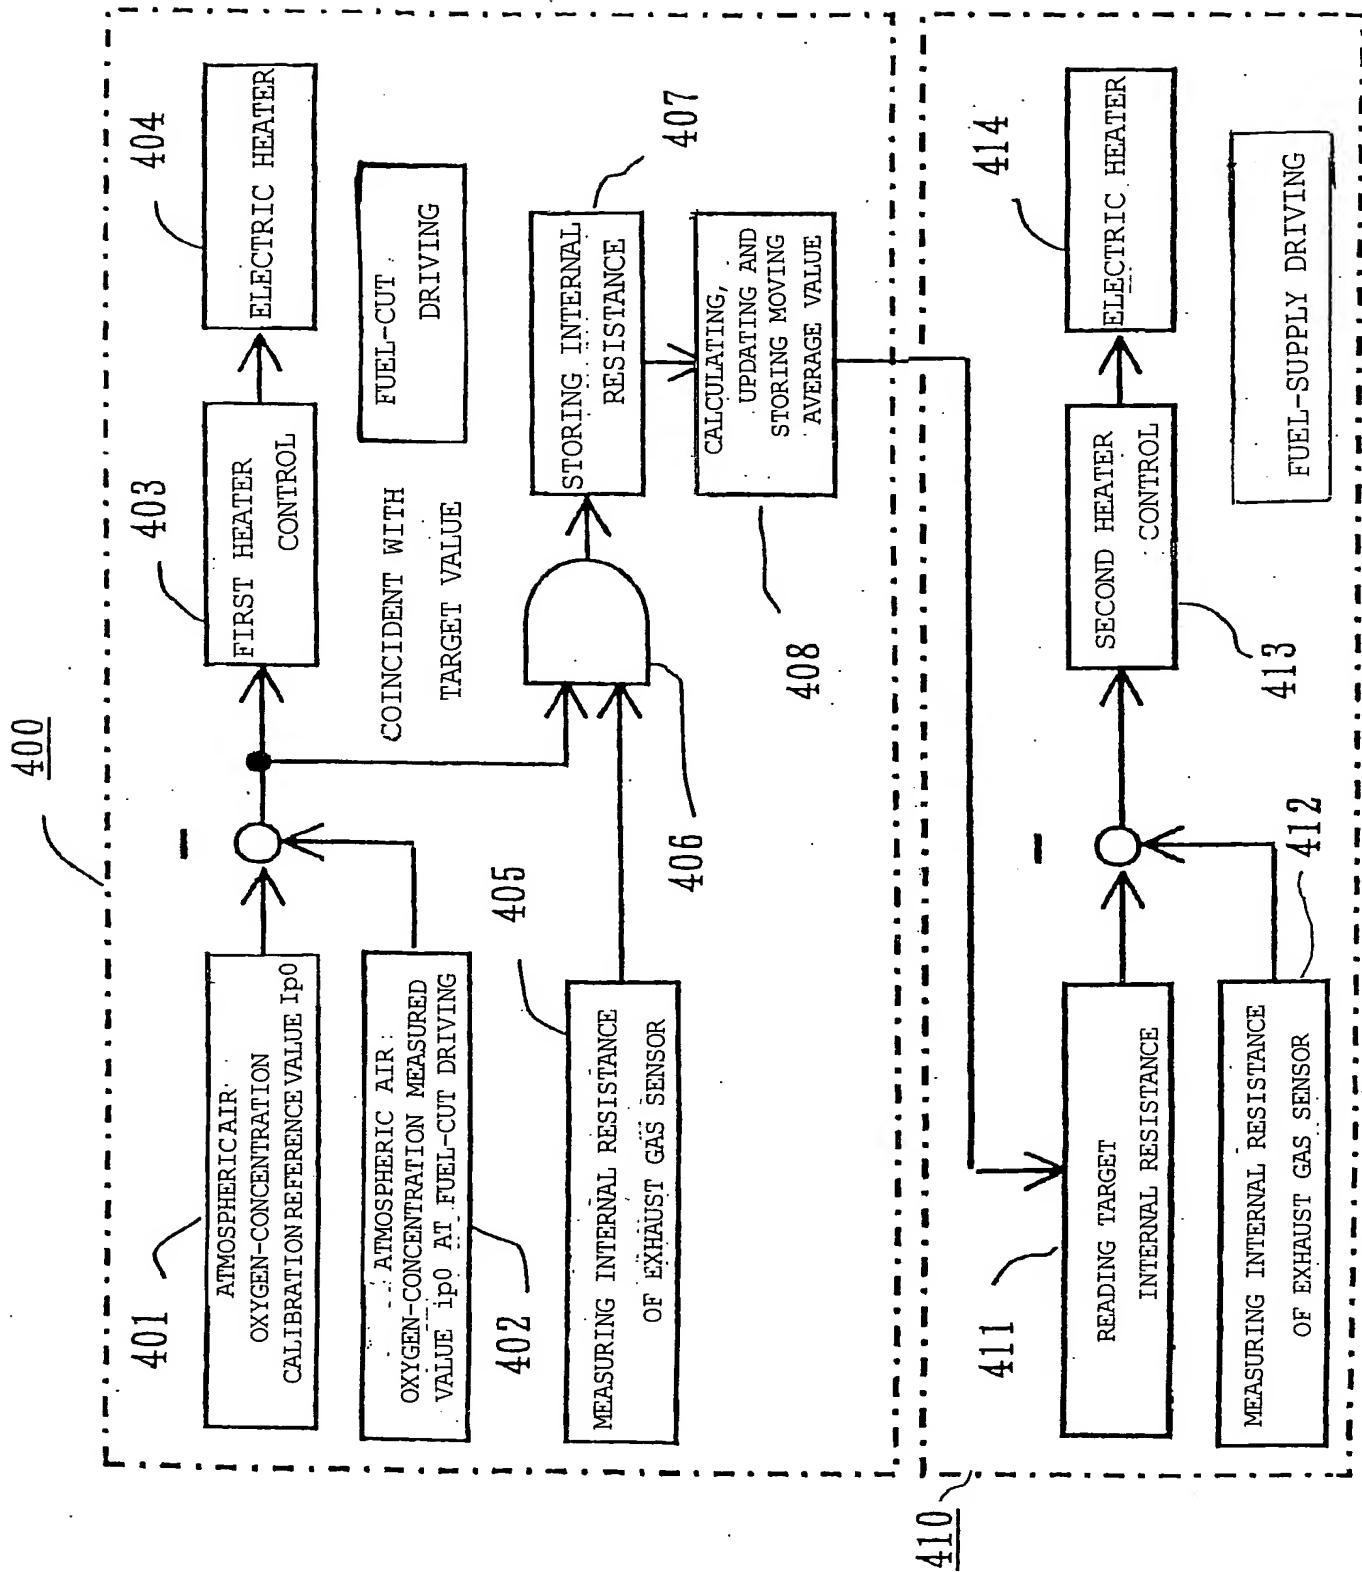 400
401
ATMOSPHERIC AIR
OXYGEN-CONCENTRATION
CALIBRATION REFERENCE VALUE Ip0
403
FIRST HEATER
CONTROL
404
ELECTRIC HEATER
ATMOSPHERIC AIR
OXYGEN-CONCENTRATION MEASURED
VALUE ip0 AT FUEL-CUT DRIVING
402
COINCIDENT WITH
TARGET VALUE
FUEL-CUT
DRIVING
405
MEASURING INTERNAL RESISTANCE
OF EXHAUST GAS SENSOR
406
STORING INTERNAL
RESISTANCE
407
CALCULATING,
UPDATING AND
STORING MOVING
AVERAGE VALUE
408
410
411
READING TARGET
INTERNAL RESISTANCE
SECOND HEATER
CONTROL
413
414
ELECTRIC HEATER
MEASURING INTERNAL RESISTANCE
OF EXHAUST GAS SENSOR
412
FUEL-SUPPLY DRIVING